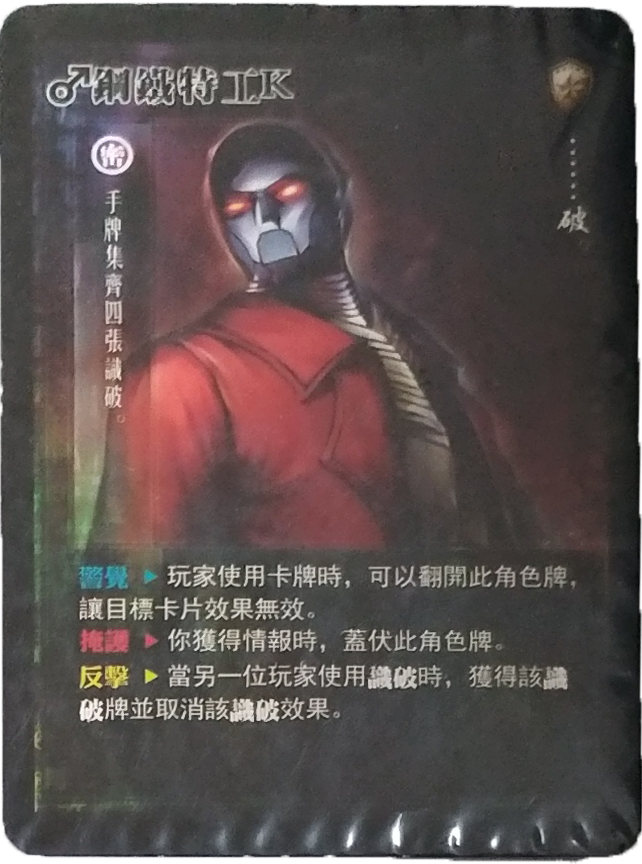 ♂鋼鐵特工K
密
手牌集齊四張識破。
……破
警覺 ▶ 玩家使用卡牌時，可以翻開此角色牌，
讓目標卡片效果無效。
掩護 ▶ 你獲得情報時，蓋伏此角色牌。
反擊 ▶ 當另一位玩家使用識破時，獲得該識
破牌並取消該識破效果。